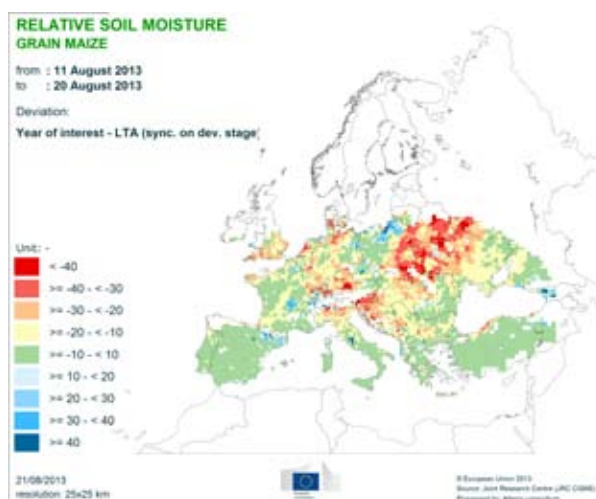 RELATIVE SOIL MOISTURE
GRAIN MAIZE
from : 11 August 2013
to : 20 August 2013
Deviation:
Year of interest - LTA (sync. on dev. stage)
Unit: -
< -40
>= -40 - < -30
>= -30 - < -20
>= -20 - < -10
>= -10 - < 10
>= 10 - < 20
>= 20 - < 30
>= 30 - < 40
>= 40
21/08/2013
resolution: 25x25 km
© European Union 2013
Source: Joint Research Centre (JRC CGMS)